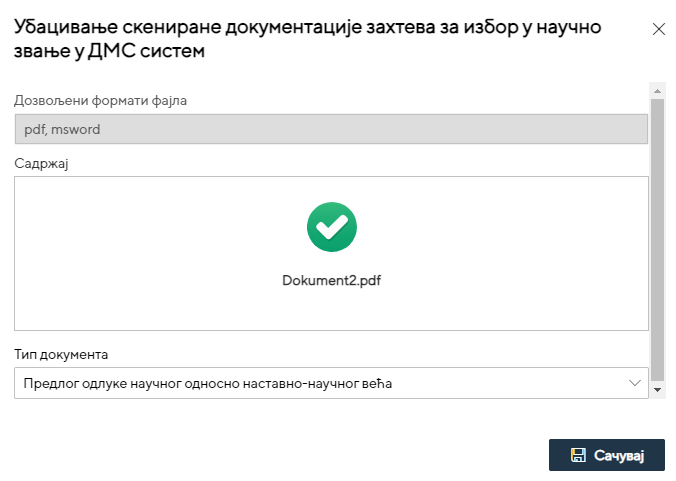 Убацивање скениране документације захтева за избор у научно
звање у ДМС систем
Дозвољени формати фајла
pdf, msword
Садржај
Dokument2.pdf
Тип документа
Предлог одлуке научног односно наставно-научног већа
Сачувај